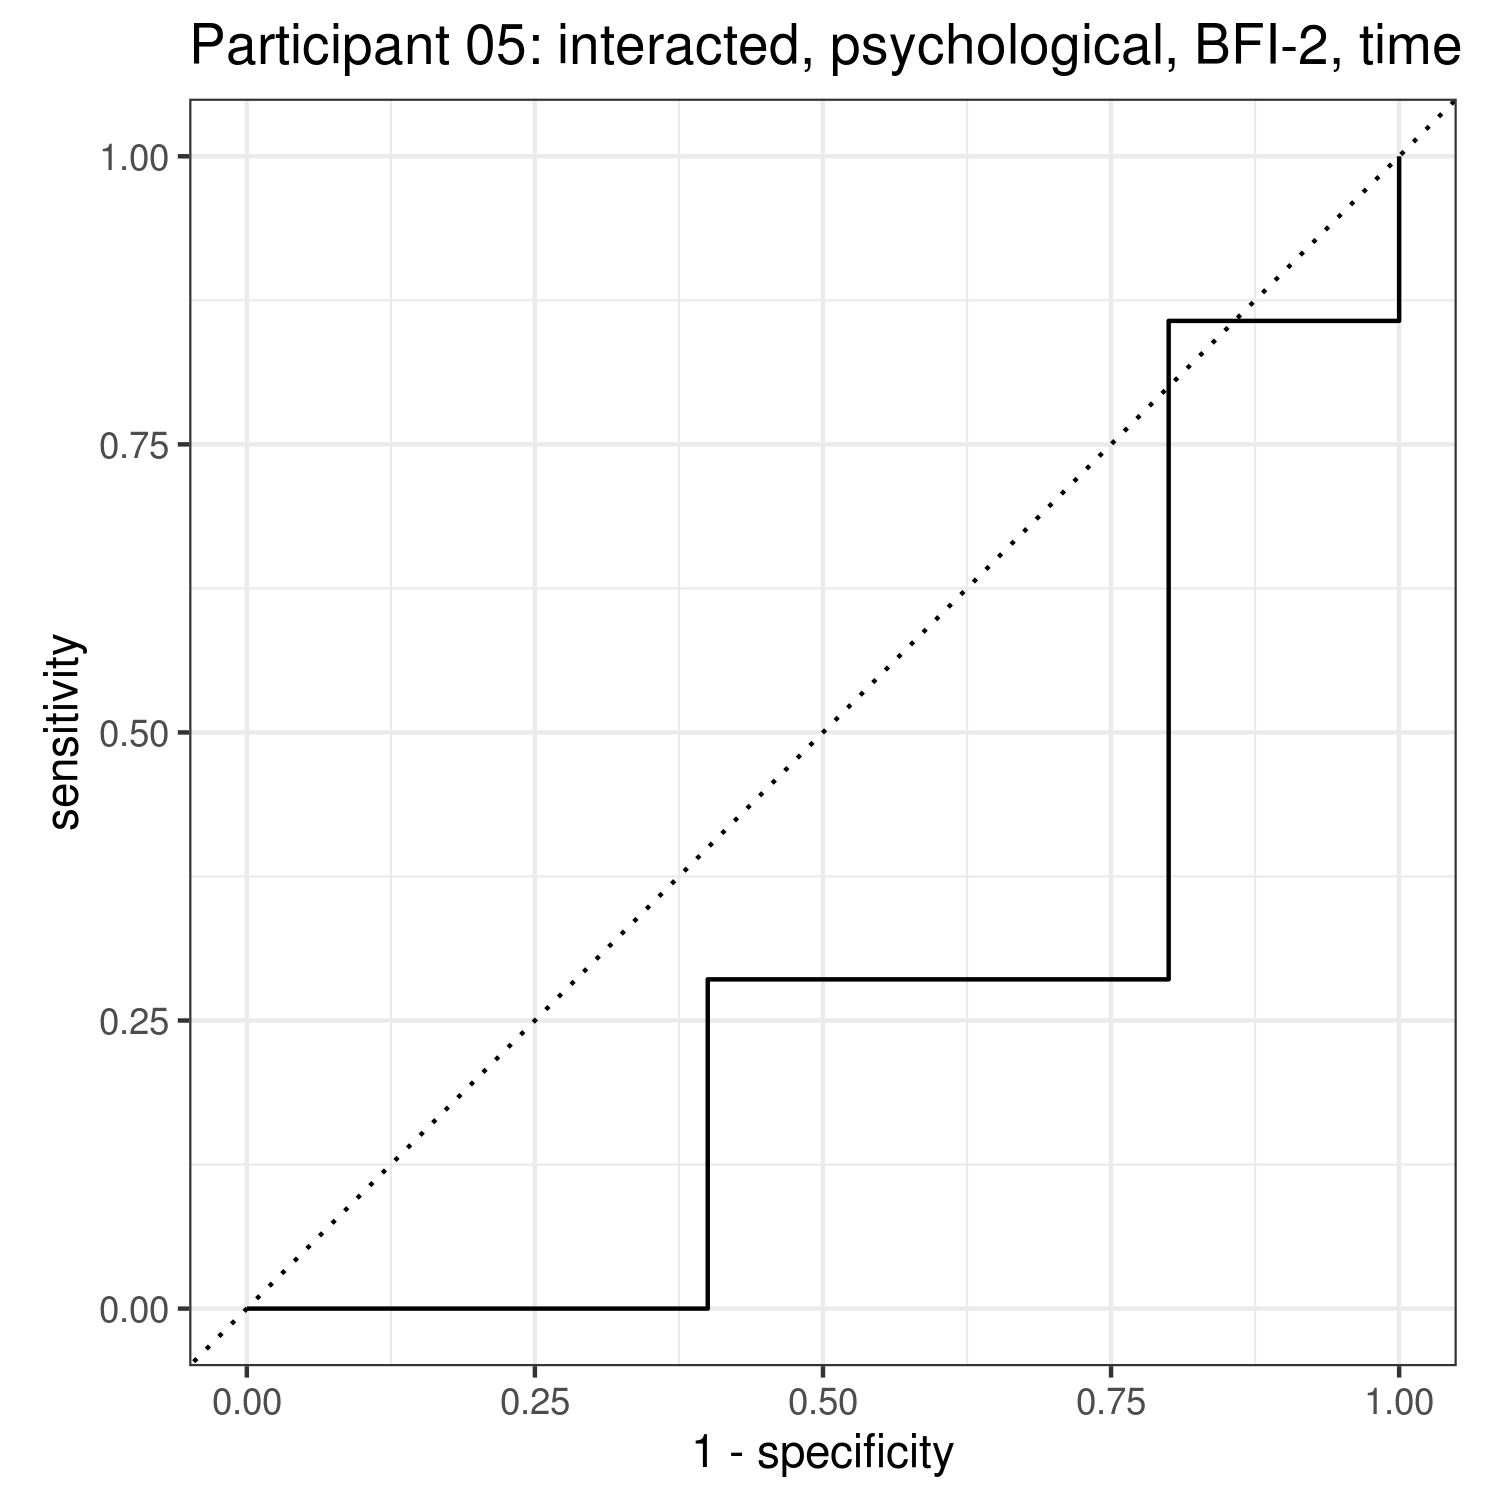 Participant 05: interacted, psychological, BFI-2, time
1.00
0.75
0.50
0.25
0.00
sensitivity
0.00 0.25 0.50 0.75 1.00
1 - specificity